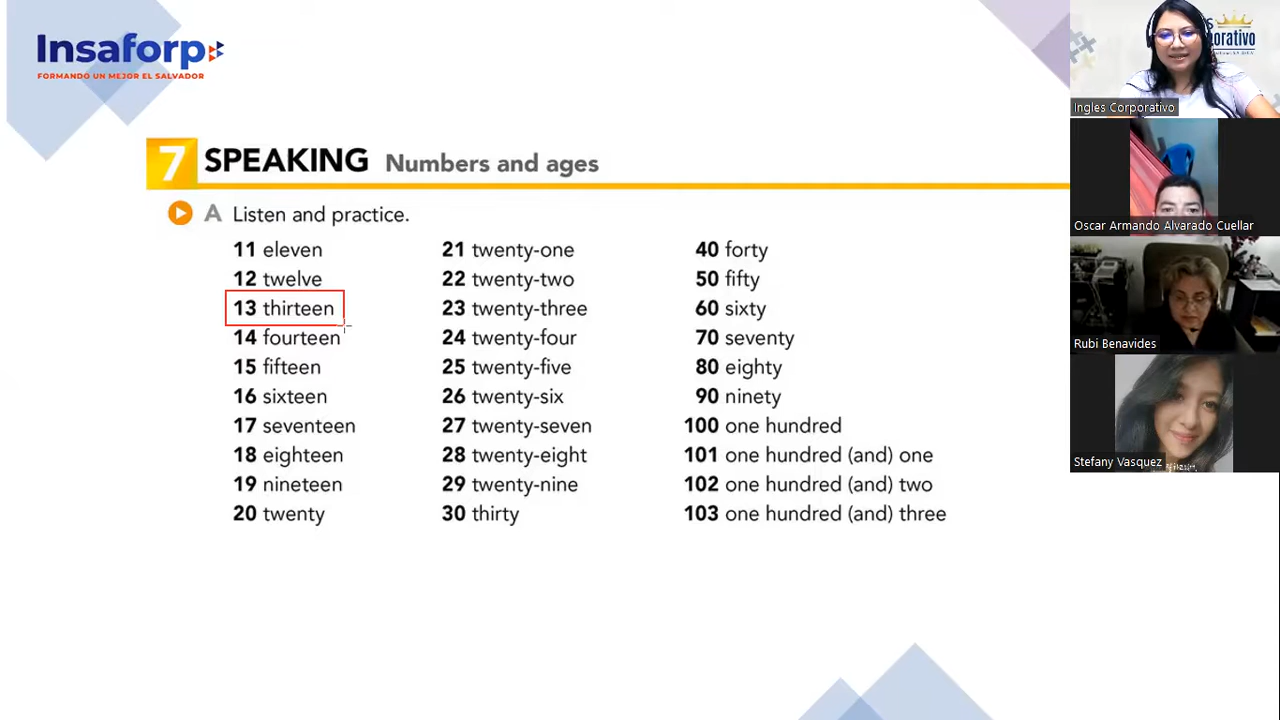 Insaforp
FORMANDO UN MEJOR EL SALVADOR
7 SPEAKING Numbers and ages
A Listen and practice.
11 eleven
12 twelve
13 thirteen
14 fourteen
15 fifteen
16 sixteen
17 seventeen
18 eighteen
19 nineteen
20 twenty
21 twenty-one
22 twenty-two
23 twenty-three
24 twenty-four
25 twenty-five
26 twenty-six
27 twenty-seven
28 twenty-eight
29 twenty-nine
30 thirty
40 forty
50 fifty
60 sixty
70 seventy
80 eighty
90 ninety
100 one hundred
101 one hundred (and) one
102 one hundred (and) two
103 one hundred (and) three
Ingles Corporativo
Oscar Armando Alvarado Cuellar
Rubi Benavides
Stefany Vasquez